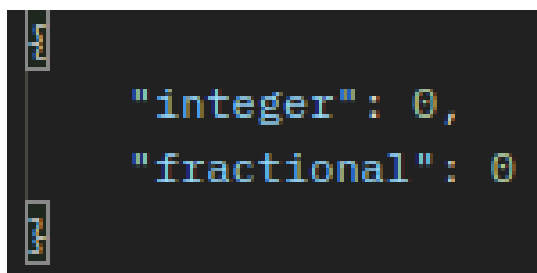 {
"integer": 0,
"fractional": 0
}